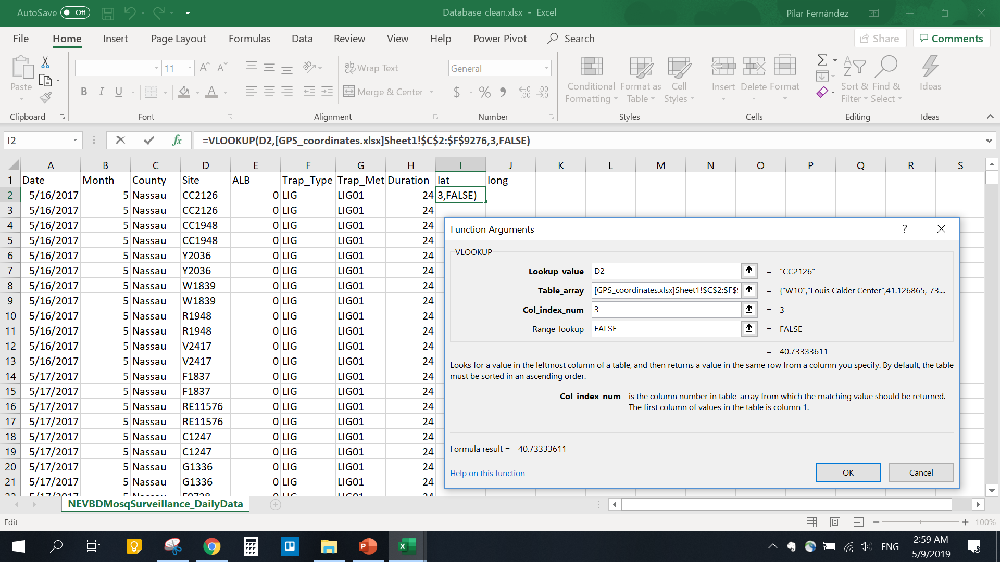 AutoSave Off Database_clean.xlsx - Excel Pilar Fernández
File Home Insert Page Layout Formulas Data Review View Help Power Pivot Search Share Comments
Paste 11 A^ A B I U A
ab Wrap Text
Merge & Center
General
$ % 9 .00 .00
Conditional Formatting Format as Table Cell Styles Insert Delete Format Sort & Filter Find & Select Ideas
Clipboard Font Alignment Number Styles Cells Editing Ideas
I2 fx =VLOOKUP(D2,[GPS_coordinates.xlsx]Sheet1!$C$2:$F$9276,3,FALSE)
A B C D E F G H I J K L M N O P Q R S
1 Date Month County Site ALB Trap_Type Trap_Met Duration lat long
2 5/16/2017 5 Nassau CC2126 0 LIG LIG01 24 3,FALSE)
3 5/16/2017 5 Nassau CC2126 0 LIG LIG01 24
4 5/16/2017 5 Nassau CC1948 0 LIG LIG01 24
5 5/16/2017 5 Nassau CC1948 0 LIG LIG01 24
6 5/16/2017 5 Nassau Y2036 0 LIG LIG01 24
7 5/16/2017 5 Nassau Y2036 0 LIG LIG01 24
8 5/16/2017 5 Nassau W1839 0 LIG LIG01 24
9 5/16/2017 5 Nassau W1839 0 LIG LIG01 24
10 5/16/2017 5 Nassau R1948 0 LIG LIG01 24
11 5/16/2017 5 Nassau R1948 0 LIG LIG01 24
12 5/16/2017 5 Nassau V2417 0 LIG LIG01 24
13 5/16/2017 5 Nassau V2417 0 LIG LIG01 24
14 5/17/2017 5 Nassau F1837 0 LIG LIG01 24
15 5/17/2017 5 Nassau F1837 0 LIG LIG01 24
16 5/17/2017 5 Nassau RE11576 0 LIG LIG01 24
17 5/17/2017 5 Nassau RE11576 0 LIG LIG01 24
18 5/17/2017 5 Nassau C1247 0 LIG LIG01 24
19 5/17/2017 5 Nassau C1247 0 LIG LIG01 24
20 5/17/2017 5 Nassau G1336 0 LIG LIG01 24
21 5/17/2017 5 Nassau G1336 0 LIG LIG01 24
Function Arguments ?
VLOOKUP
Lookup_value D2 = "CC2126"
Table_array [GPS_coordinates.xlsx]Sheet1!$C$2:$F$ = {"W10","Louis Calder Center",41.126865,-73....
Col_index_num 3 = 3
Range_lookup FALSE = FALSE
= 40.73333611
Looks for a value in the leftmost column of a table, and then returns a value in the same row from a column you specify. By default, the table
must be sorted in an ascending order.
Col_index_num is the column number in table_array from which the matching value should be returned.
The first column of values in the table is column 1.
Formula result = 40.73333611
Help on this function OK Cancel
NEVBDMosqSurveillance_DailyData
Edit 100%
ENG 2:59 AM
5/9/2019